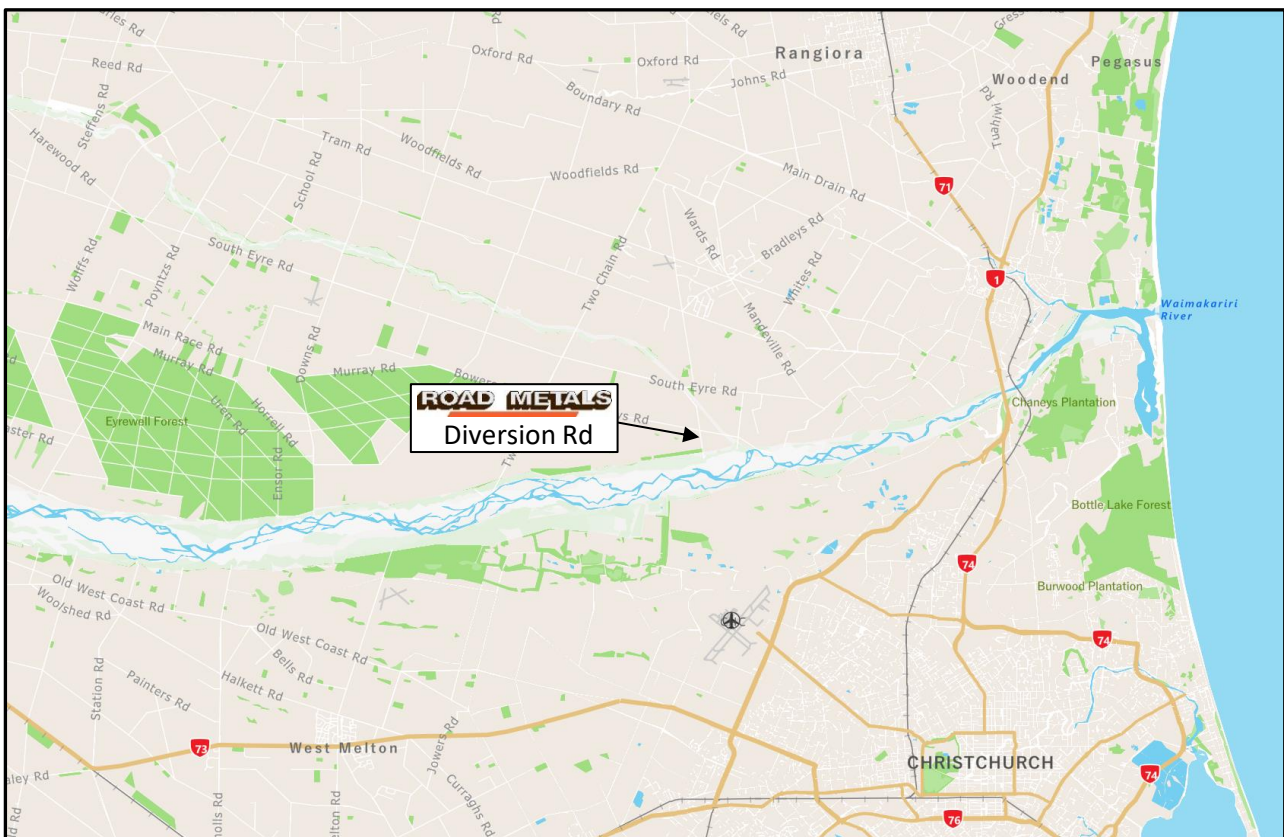 Reed Rd
Oxford Rd
Oxford Rd
Rangiora
Pegasus
Woodend
Johns Rd
Boundary Rd
Steffens Rd
Harewood Rd
Tram Rd
Woodfields Rd
Woodfields Rd
School Rd
Tuahiwi Rd
Main Drain Rd
71
Wards Rd
Bradleys Rd
Whites Rd
Wolffs Rd
Poyntzs Rd
South Eyre Rd
Two Chain Rd
1
Waimakariri
River
Mandeville Rd
Main Race Rd
Murray Rd
Downs Rd
Murray Rd
South Eyre Rd
ROAD METALS
Diversion Rd
Eyrewell Forest
Uren Rd
Horrell Rd
Ensor Rd
Chaneys Plantation
Bottle Lake Forest
74
Burwood Plantation
Old West Coast Rd
Woolshed Rd
Old West Coast Rd
Bells Rd
Halkett Rd
Painters Rd
Station Rd
74
73
West Melton
Jowers Rd
Curraghs Rd
CHRISTCHURCH
74
76